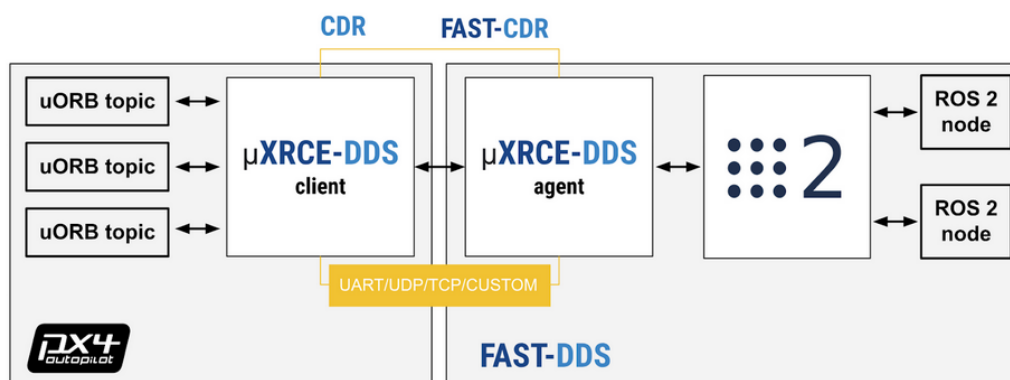 CDR
FAST-CDR
uORB topic
uORB topic
uORB topic
µXRCE-DDS
client
µXRCE-DDS
agent
2
ROS 2
node
ROS 2
node
UART/UDP/TCP/CUSTOM
px4
autopilot
FAST-DDS